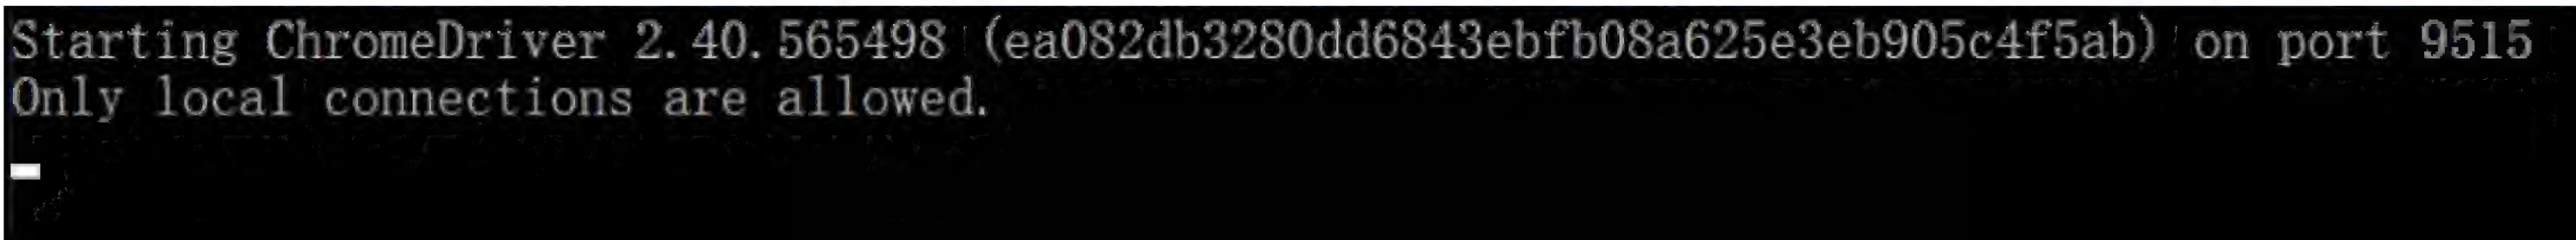 Starting ChromeDriver 2.40.565498 (ea082db3280dd6843ebfb08a625e3eb905c4f5ab) on port 9515
Only local connections are allowed.